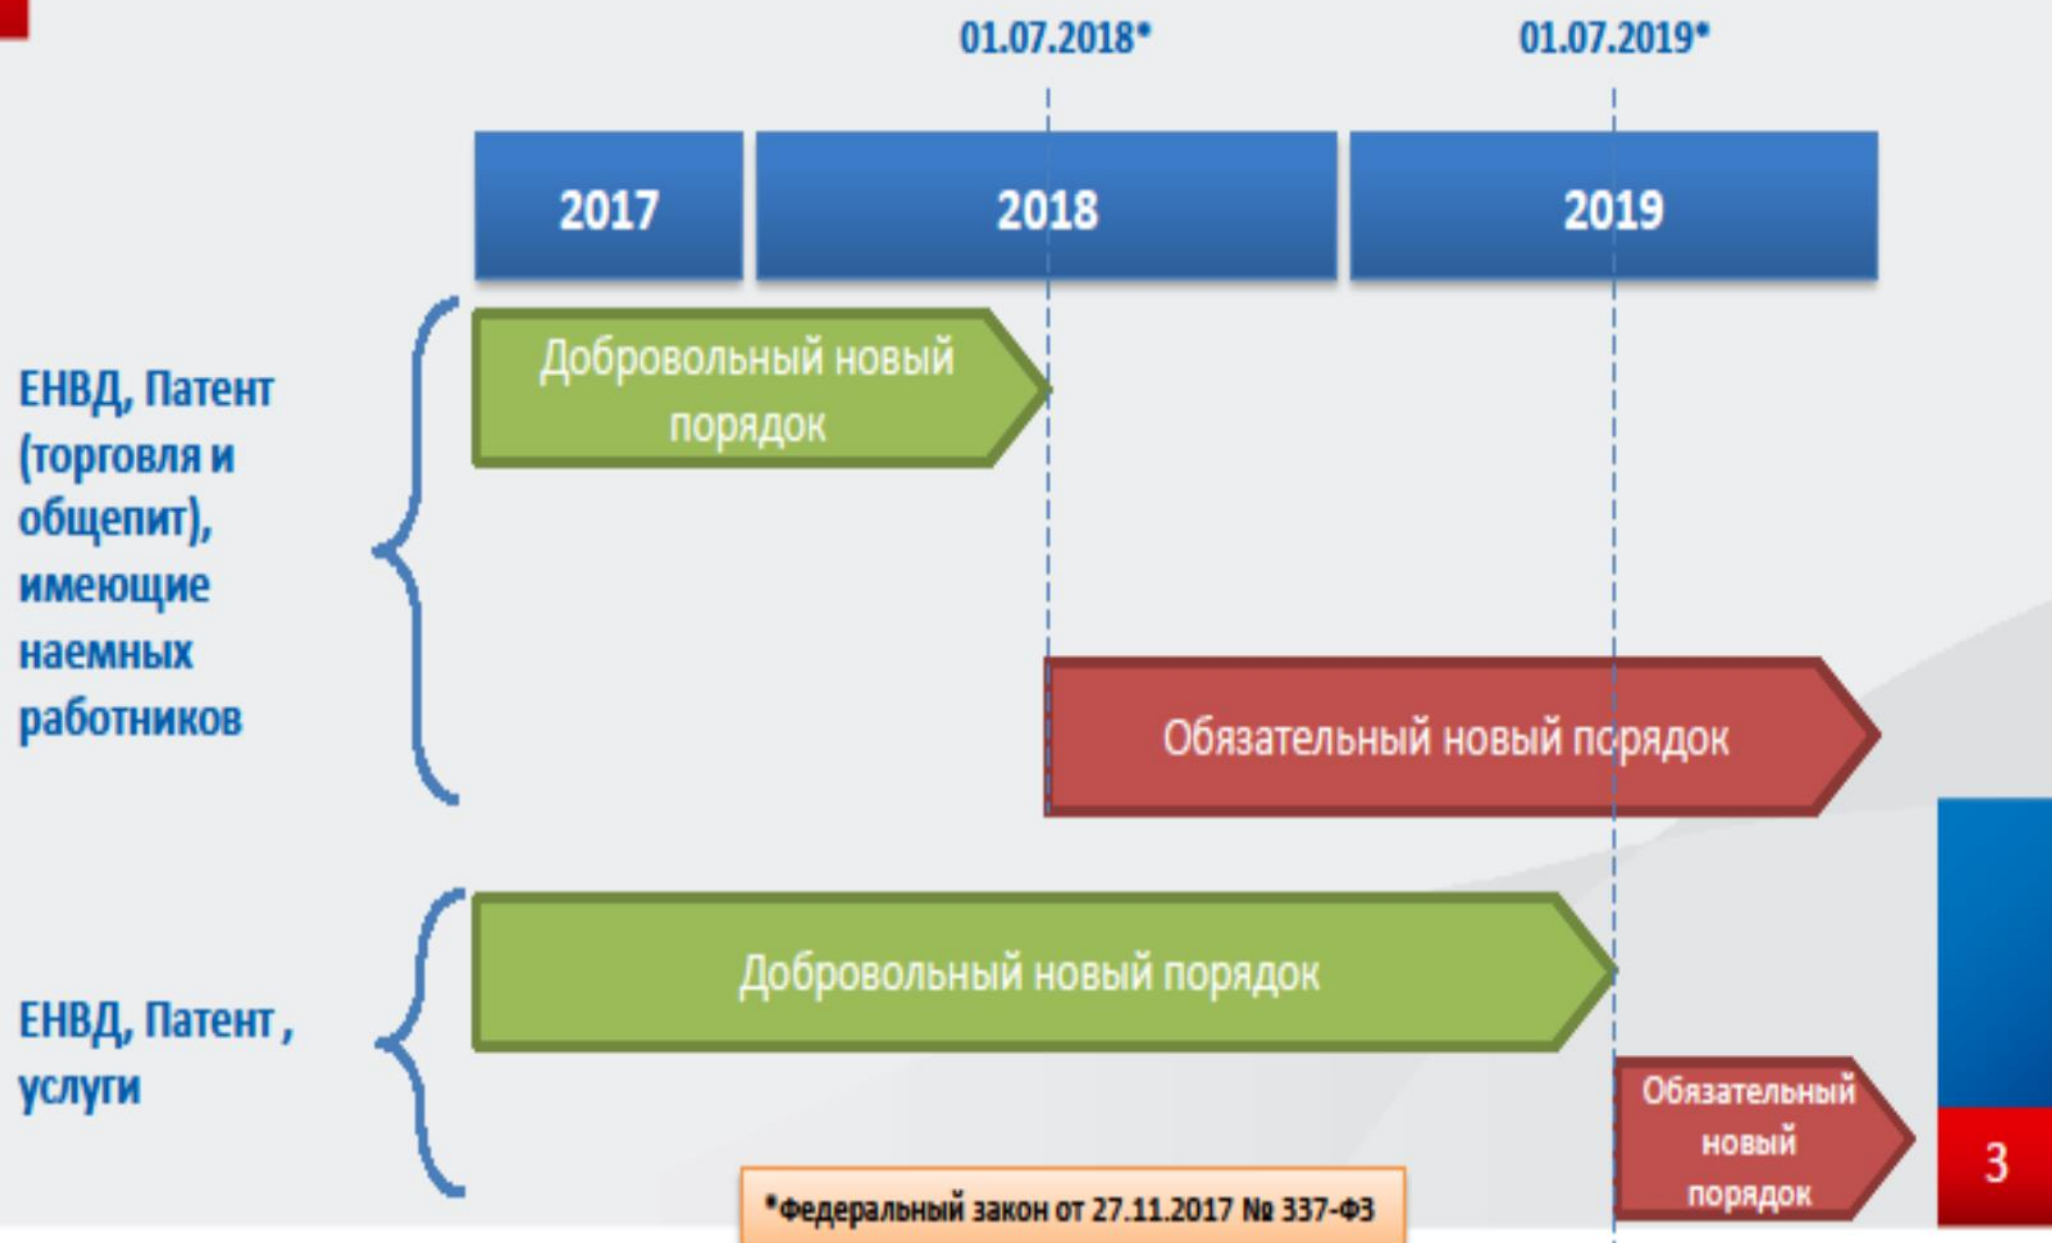 01.07.2018*
01.07.2019*
2017
2018
2019
ЕНВД, Патент
(торговля и
общепит),
имеющие
наемных
работников
Добровольный новый
порядок
Обязательный новый порядок
ЕНВД, Патент ,
услуги
Добровольный новый порядок
Обязательный
новый
порядок
*Федеральный закон от 27.11.2017 № 337-ФЗ
3